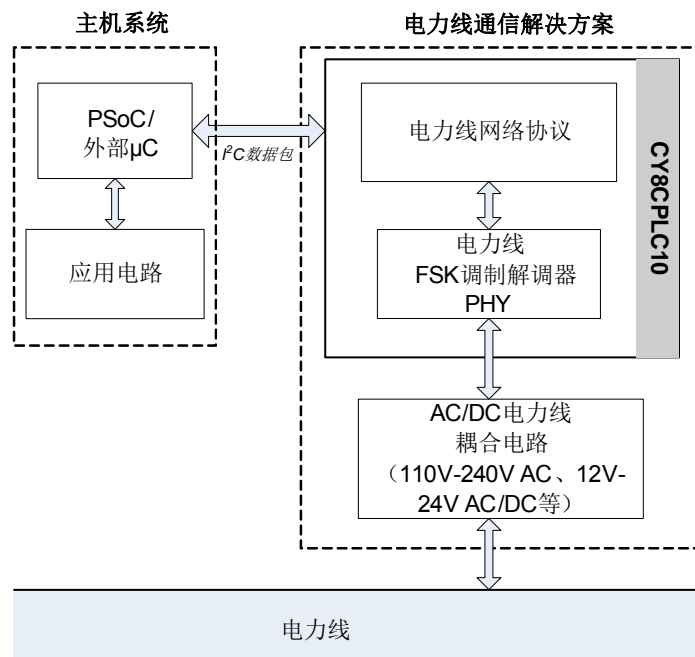 主机系统
电力线通信解决方案
PSoC/
外部µC
I²C数据包
电力线网络协议
CY8CPLC10
应用电路
电力线
FSK调制解调器
PHY
AC/DC电力线
耦合电路
（110V-240V AC、12V-
24V AC/DC等）
电力线